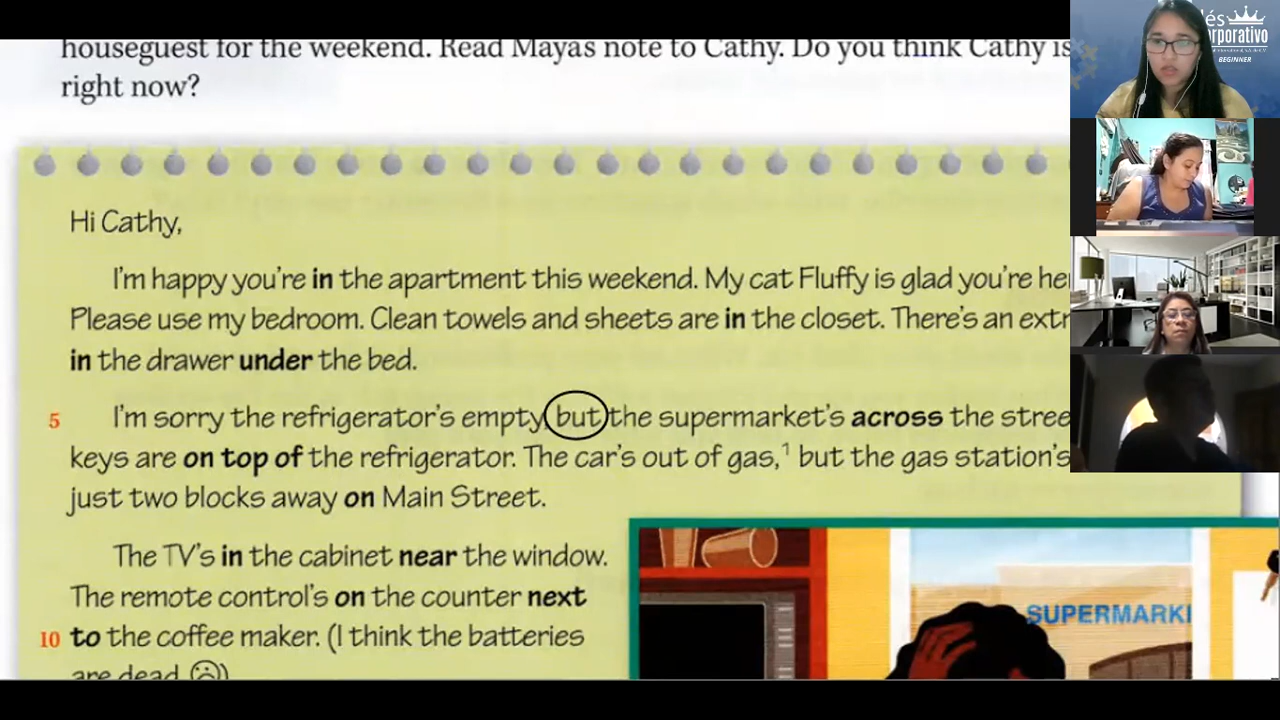 houseguest for the weekend. Read Mayas note to Cathy. Do you think Cathy is
right now?
Hi Cathy,
I'm happy you're in the apartment this weekend. My cat Fluffy is glad you're
Please use my bedroom. Clean towels and sheets are in the closet. There's an
in the drawer under the bed.
5 I'm sorry the refrigerator's empty, but the supermarket's across the
keys are on top of the refrigerator. The car's out of gas,¹ but the gas station's
just two blocks away on Main Street.
The TV's in the cabinet near the window.
The remote control's on the counter next
10 to the coffee maker. (I think the batteries
are dead ☹)
SUPERMARK
BEGINNER